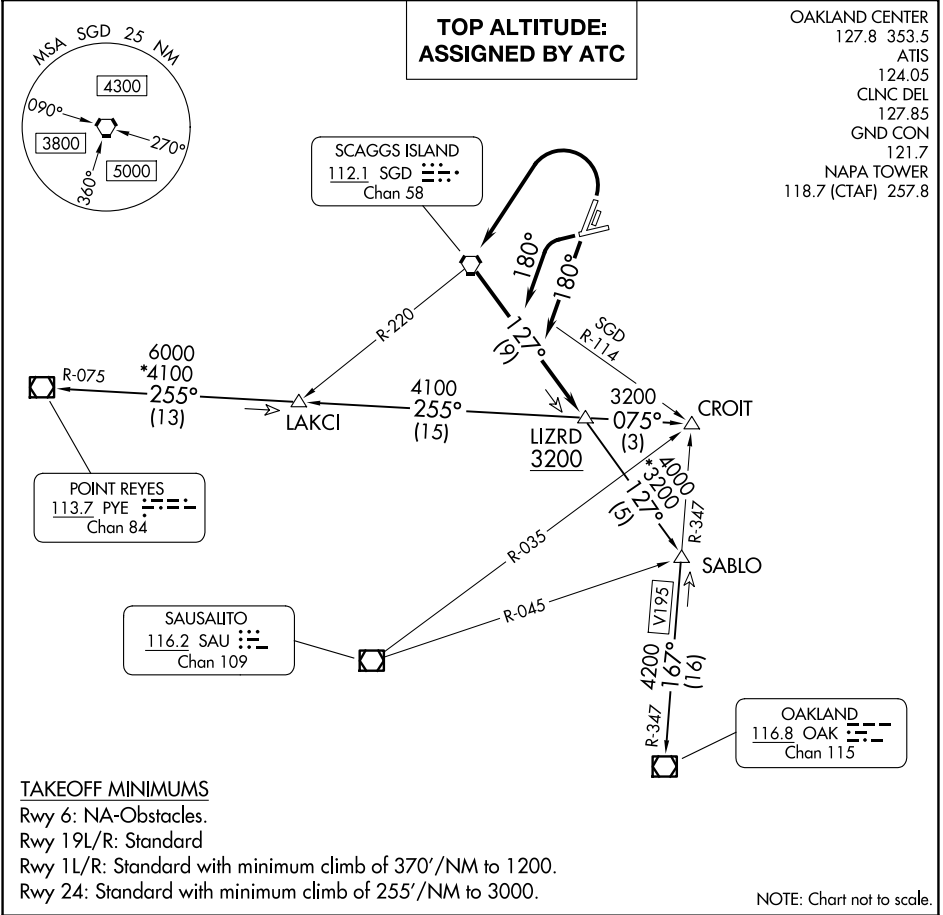 TOP ALTITUDE:
ASSIGNED BY ATC
OAKLAND CENTER
127.8 353.5
ATIS
124.05
CLNC DEL
127.85
GND CON
121.7
NAPA TOWER
118.7 (CTAF) 257.8
MSA SGD 25 NM
4300
090°
3800
270°
5000
360°
SCAGGS ISLAND
112.1 SGD
Chan 58
180°
180°
R-220
127°
(9)
SGD
R-114
R-075
6000
*4100
255°
(13)
LAKCI
4100
255°
(15)
LIZRD
3200
3200
075°
(3)
CROIT
4000
*3200
127°
(5)
R-347
POINT REYES
113.7 PYE
Chan 84
R-035
SABLO
R-045
V195
SAUSALITO
116.2 SAU
Chan 109
4200
167°
(16)
R-347
OAKLAND
116.8 OAK
Chan 115
TAKEOFF MINIMUMS
Rwy 6: NA-Obstacles.
Rwy 19L/R: Standard
Rwy 1L/R: Standard with minimum climb of 370'/NM to 1200.
Rwy 24: Standard with minimum climb of 255'/NM to 3000.
NOTE: Chart not to scale.